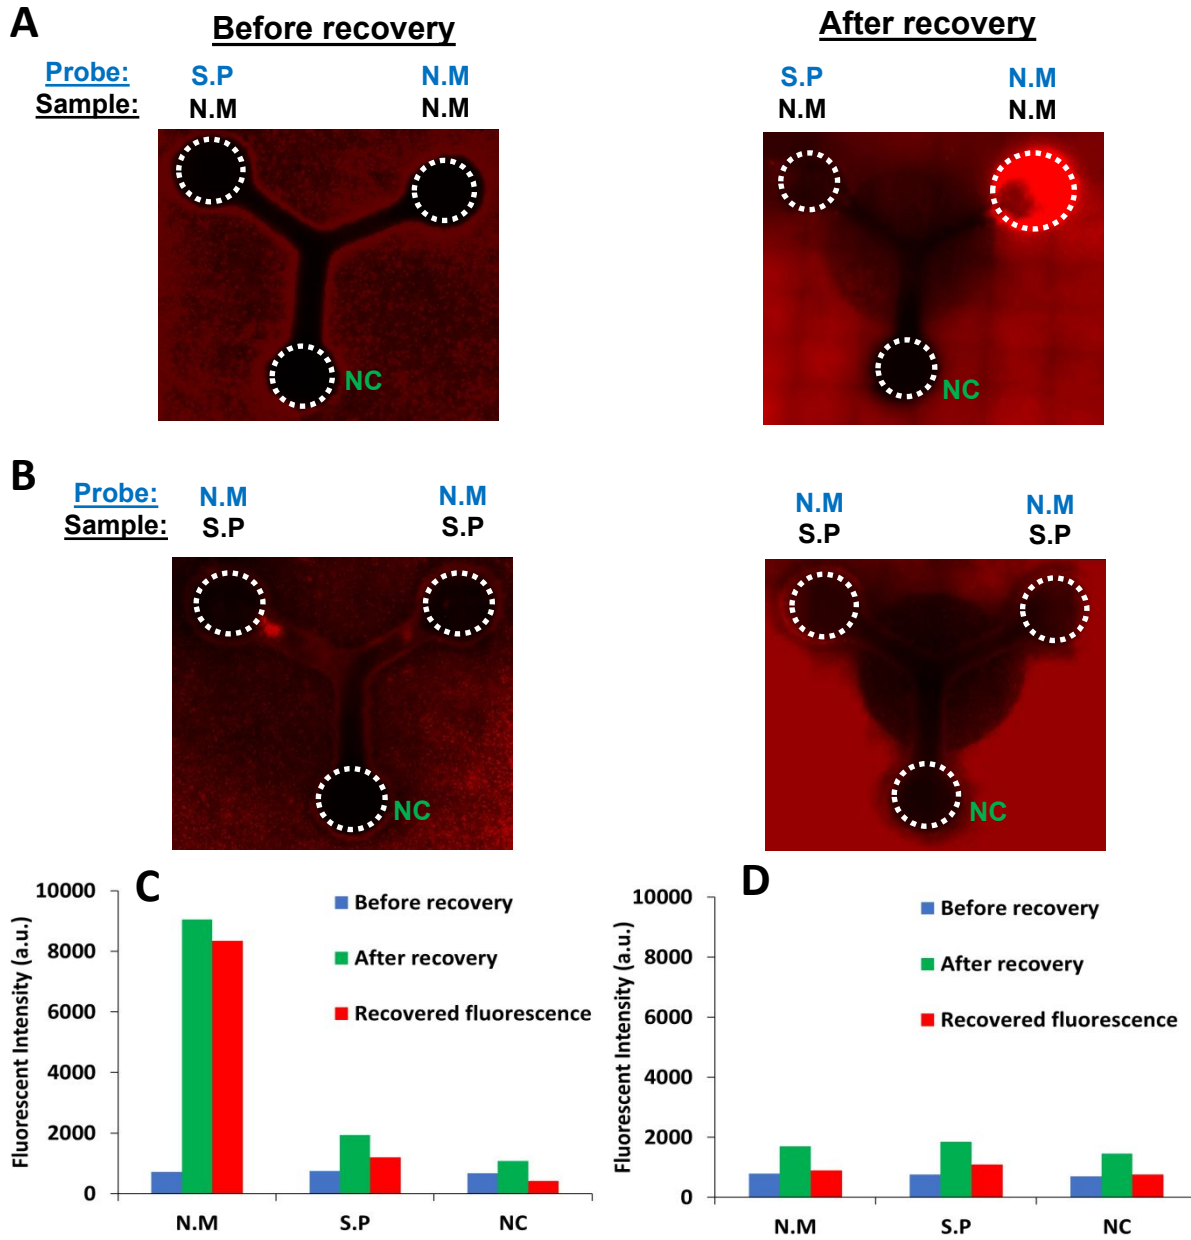 A
Before recovery
After recovery
Probe: S.P N.M S.P N.M
Sample: N.M N.M N.M N.M
NC
NC
B
Probe: N.M N.M N.M N.M
Sample: S.P S.P S.P S.P
NC
NC
C
Fluorescent Intensity (a.u.)
10000
8000
6000
4000
2000
0
Before recovery
After recovery
Recovered fluorescence
N.M S.P NC
D
Fluorescent Intensity (a.u.)
10000
8000
6000
4000
2000
0
Before recovery
After recovery
Recovered fluorescence
N.M S.P NC